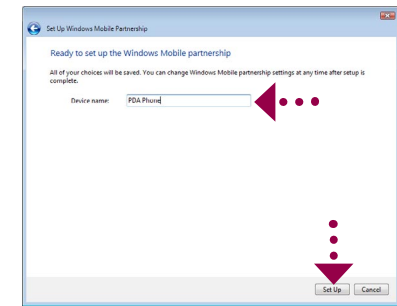 Set Up Windows Mobile Partnership
Ready to set up the Windows Mobile partnership
All of your choices will be saved. You can change Windows Mobile partnership settings at any time after setup is
complete.
Device name: PDA Phone
Set Up Cancel